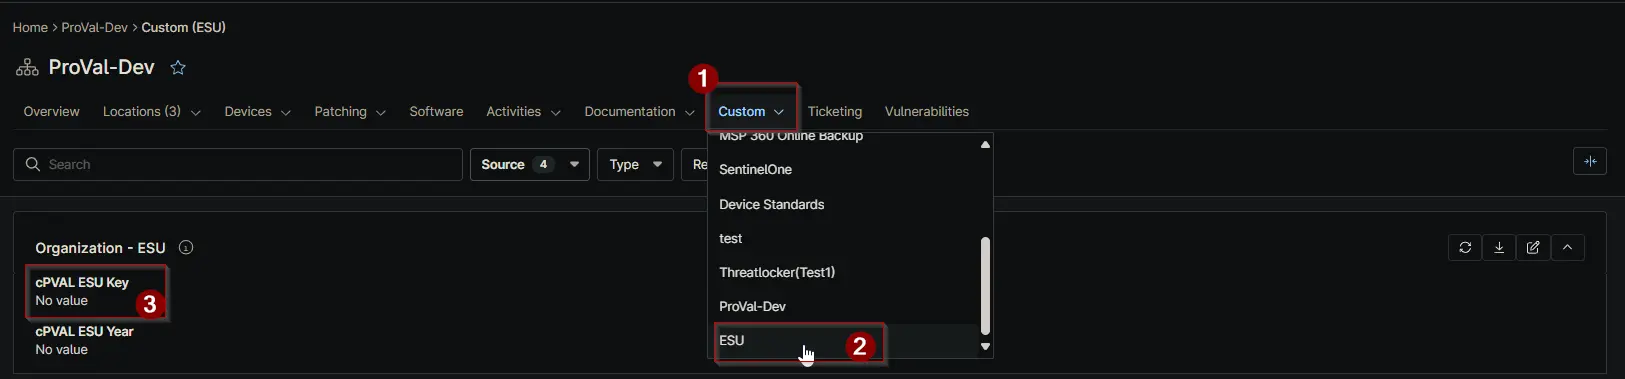 Home > ProVal-Dev > Custom (ESU)
ProVal-Dev
1
Overview Locations (3) Devices Patching Software Activities Documentation Custom Ticketing Vulnerabilities
Search
Source 4 Type Re
MSP 360 Online Backup
SentinelOne
Device Standards
test
Threatlocker(Test1)
ProVal-Dev
ESU
2
Organization - ESU
cPVAL ESU Key
No value
3
cPVAL ESU Year
No value